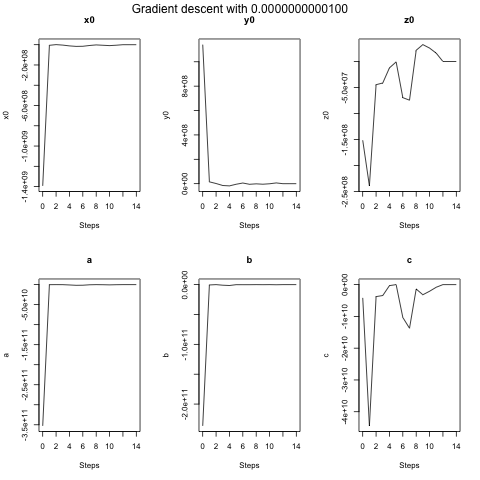 Gradient descent with 0.0000000000100
x0 y0 z0
x0 -1.4e+09 -1.0e+09 -6.0e+08 -2.0e+08
y0 0e+00 4e+08 8e+08
z0 -2.5e+08 -1.5e+08 -5.0e+07
0 2 4 6 8 10 14 0 2 4 6 8 10 14 0 2 4 6 8 10 14
Steps Steps Steps
a b c
a -3.5e+11 -2.5e+11 -1.5e+11 -5.0e+10
b -2.0e+11 -1.0e+11 0.0e+00
c -4e+10 -3e+10 -2e+10 -1e+10 0e+00
0 2 4 6 8 10 14 0 2 4 6 8 10 14 0 2 4 6 8 10 14
Steps Steps Steps